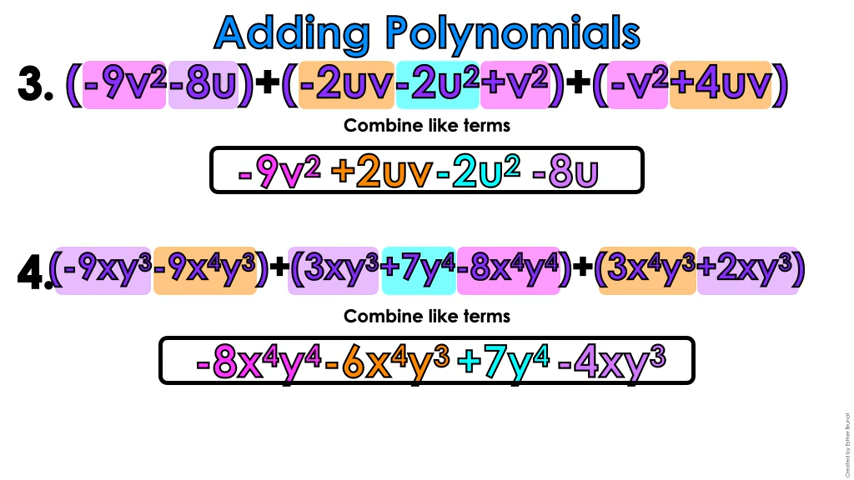 Adding Polynomials
3. (-9v²-8u)+(-2uv-2u²+v²)+(-v²+4uv)
Combine like terms
-9v² +2uv-2u² -8u
4.(-9xy³-9x⁴y³)+(3xy³+7y⁴-8x⁴y⁴)+(3x⁴y³+2xy³)
Combine like terms
-8x⁴y⁴-6x⁴y³ +7y⁴ -4xy³
Created by Esther Brunat